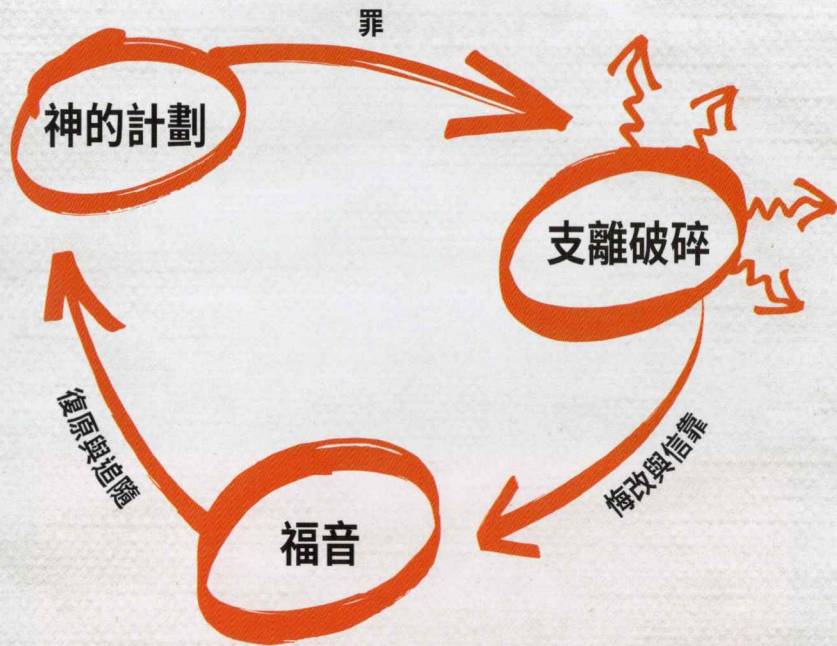 罪
神的計劃
支離破碎
悔改與信靠
福音
復原與追隨